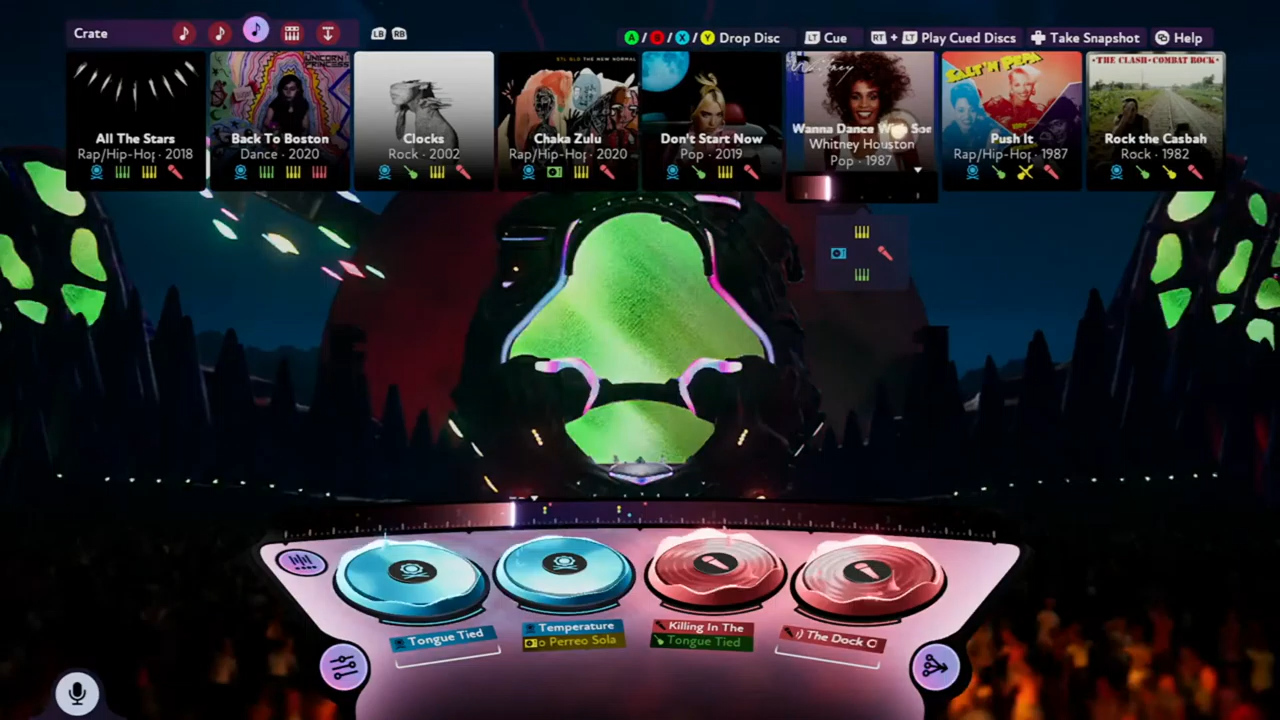 Crate
LB RB
A / B / X / Y Drop Disc
LT Cue
RT + LT Play Cued Discs
Take Snapshot
Help
All The Stars
Rap/Hip-Hop · 2018
UNICORN PRINCESS
Back To Boston
Dance · 2020
Clocks
Rock · 2002
THE NEW NORMAL
Chaka Zulu
Rap/Hip-Hop · 2020
Don't Start Now
Pop · 2019
Whitney
Wanna Dance With Som
Whitney Houston
Pop · 1987
SALT'N PEPA
Push It
Rap/Hip-Hop · 1987
·THE CLASH·COMBAT ROCK·
Rock the Casbah
Rock · 1982
Tongue Tied
Temperature
o Perreo Sola
Killing In The
Tongue Tied
) The Dock O